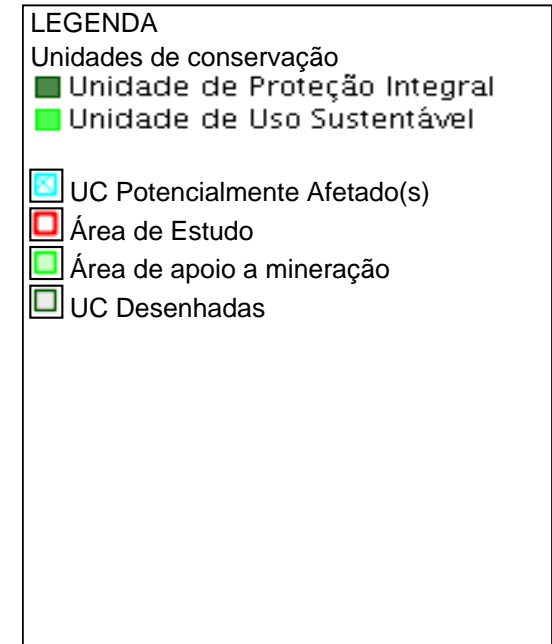 LEGENDA
Unidades de conservação
Unidade de Proteção Integral
Unidade de Uso Sustentável
UC Potencialmente Afetado(s)
Área de Estudo
Área de apoio a mineração
UC Desenhadas